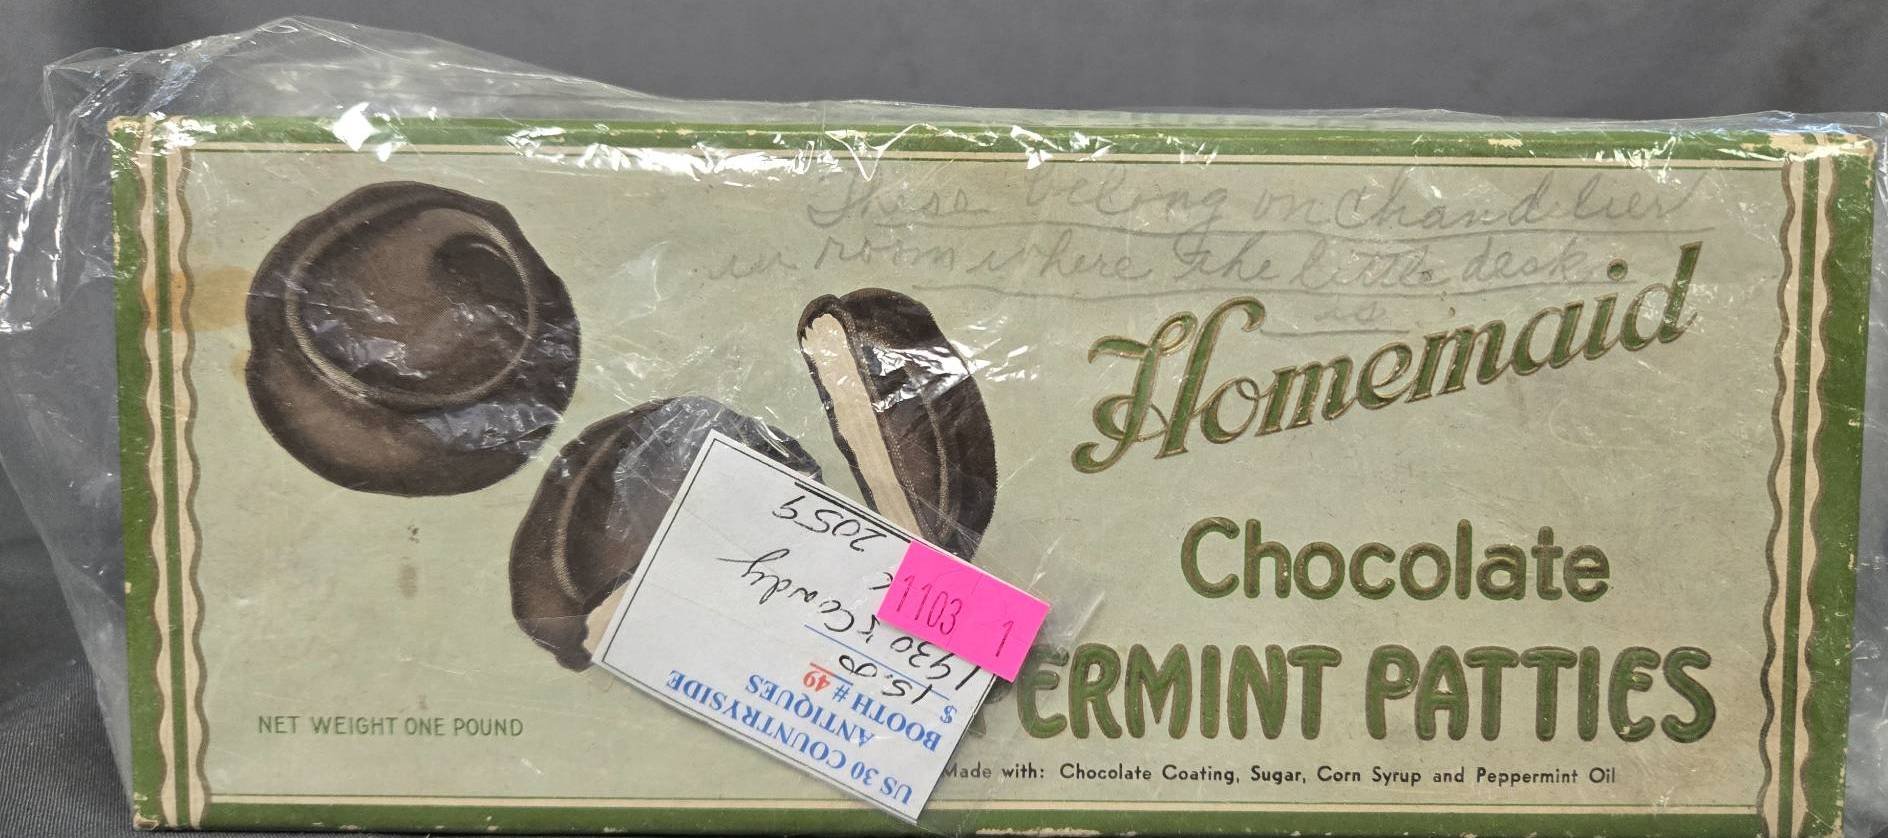 These belong on chandelier
in room where the little desk
is
Homemaid
Chocolate
PERMINT PATTIES
Made with: Chocolate Coating, Sugar, Corn Syrup and Peppermint Oil
NET WEIGHT ONE POUND
US 30 COUNTRYSIDE
ANTIQUES
BOOTH # 49
$ 15.00
1930's Candy
2059
1103 1